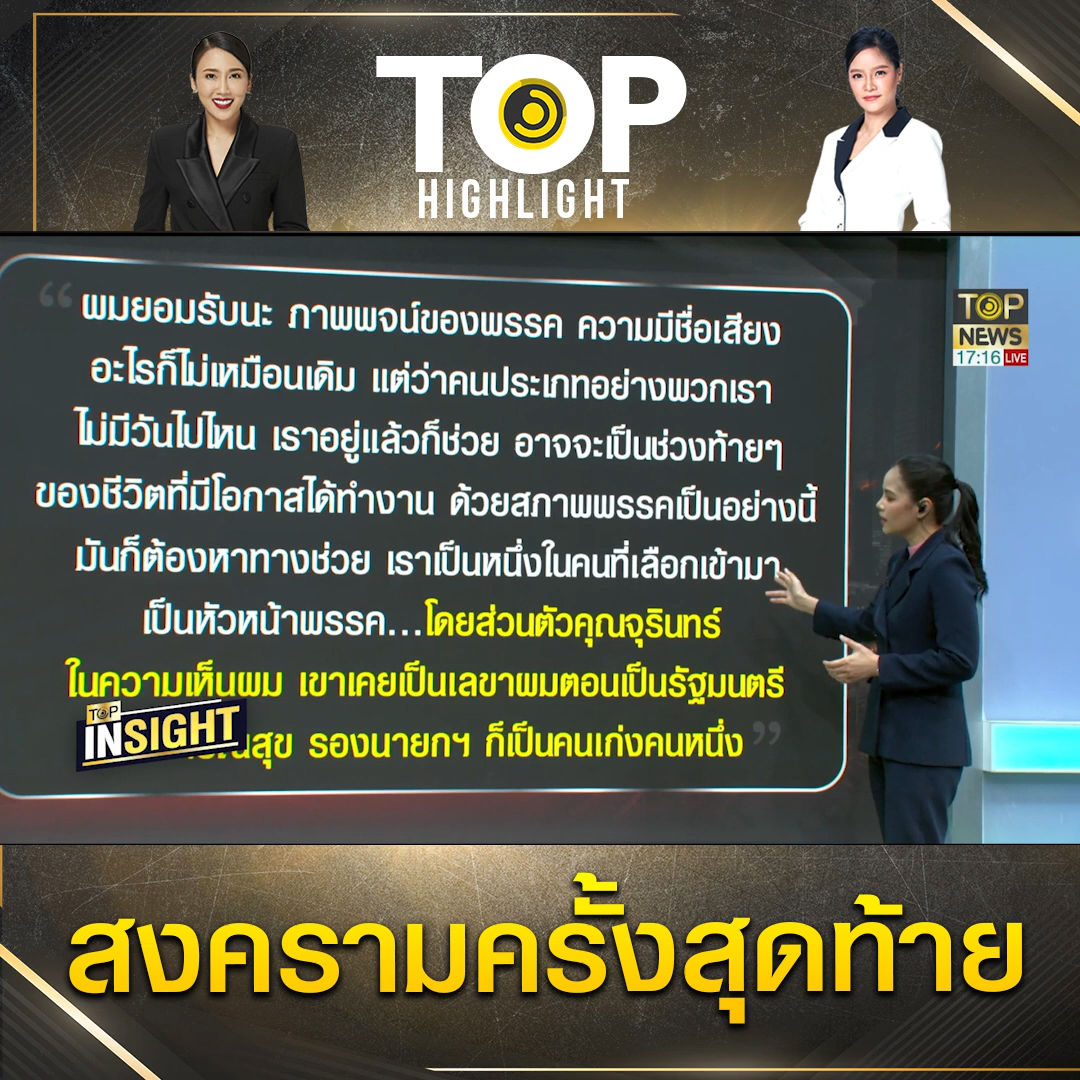 TOP
HIGHLIGHT
“ ผมยอมรับนะ ภาพพจน์ของพรรค ความมีชื่อเสียง
อะไรก็ไม่เหมือนเดิม แต่ว่าคนประเภทอย่างพวกเรา
ไม่มีวันไปไหน เราอยู่แล้วก็ช่วย อาจจะเป็นช่วงท้ายๆ
ของชีวิตที่มีโอกาสได้ทำงาน ด้วยสภาพพรรคเป็นอย่างนี้
มันก็ต้องหาทางช่วย เราเป็นหนึ่งในคนที่เลือกเข้ามา
เป็นหัวหน้าพรรค...โดยส่วนตัวคุณจุรินทร์
ในความเห็นผม เขาเคยเป็นเลขาผมตอนเป็นรัฐมนตรี
รองนายกฯ ก็เป็นคนเก่งคนหนึ่ง ”
TOP
NEWS
17:16 LIVE
TOP
INSIGHT
สงครามครั้งสุดท้าย